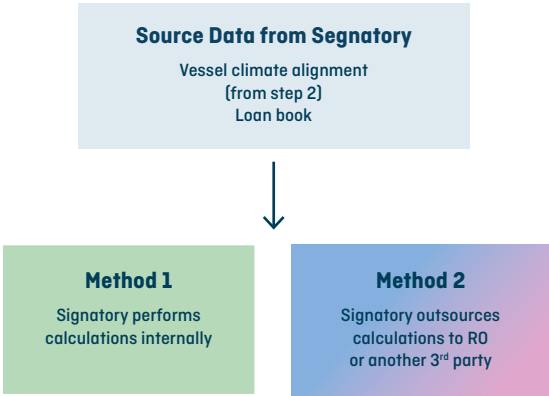 Source Data from Segnatory
Vessel climate alignment
(from step 2)
Loan book
Method 1
Signatory performs
calculations internally
Method 2
Signatory outsources
calculations to RO
or another 3rd party